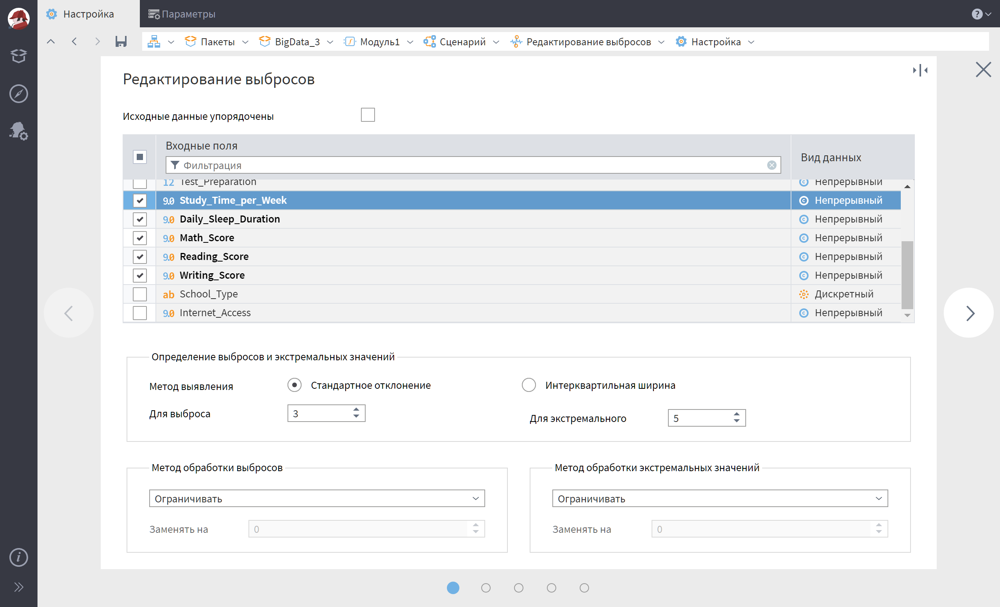 Настройка
Параметры
Пакеты
BigData_3
Модуль1
Сценарий
Редактирование выбросов
Настройка
Редактирование выбросов
Исходные данные упорядочены
Входные поля
Вид данных
Фильтрация
12 Test_Preparation Непрерывный
9.0 Study_Time_per_Week Непрерывный
9.0 Daily_Sleep_Duration Непрерывный
9.0 Math_Score Непрерывный
9.0 Reading_Score Непрерывный
9.0 Writing_Score Непрерывный
ab School_Type Дискретный
9.0 Internet_Access Непрерывный
Определение выбросов и экстремальных значений
Метод выявления Стандартное отклонение Интерквартильная ширина
Для выброса 3 Для экстремального 5
Метод обработки выбросов
Ограничивать
Заменять на 0
Метод обработки экстремальных значений
Ограничивать
Заменять на 0